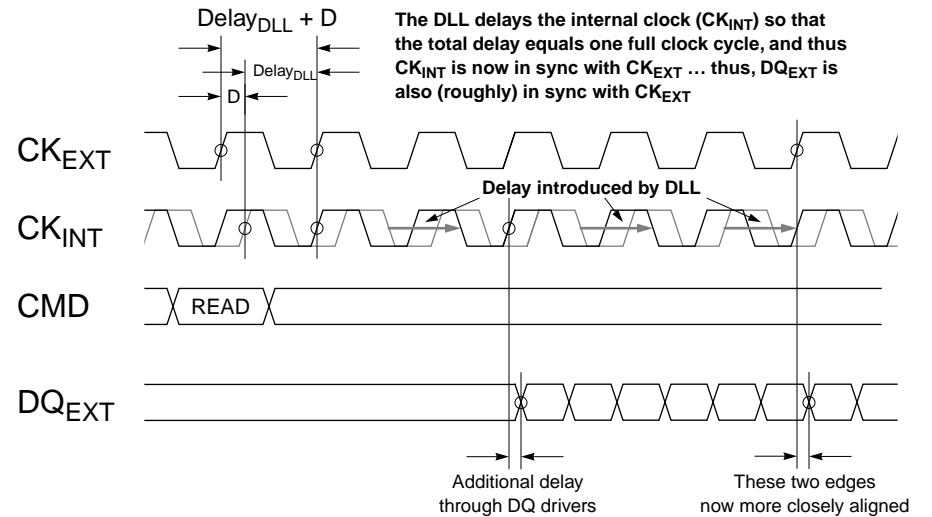 Delay_DLL + D
The DLL delays the internal clock (CK_INT) so that
the total delay equals one full clock cycle, and thus
CK_INT is now in sync with CK_EXT … thus, DQ_EXT is
also (roughly) in sync with CK_EXT
Delay_DLL
D
CK_EXT
Delay introduced by DLL
CK_INT
CMD
READ
DQ_EXT
Additional delay
through DQ drivers
These two edges
now more closely aligned